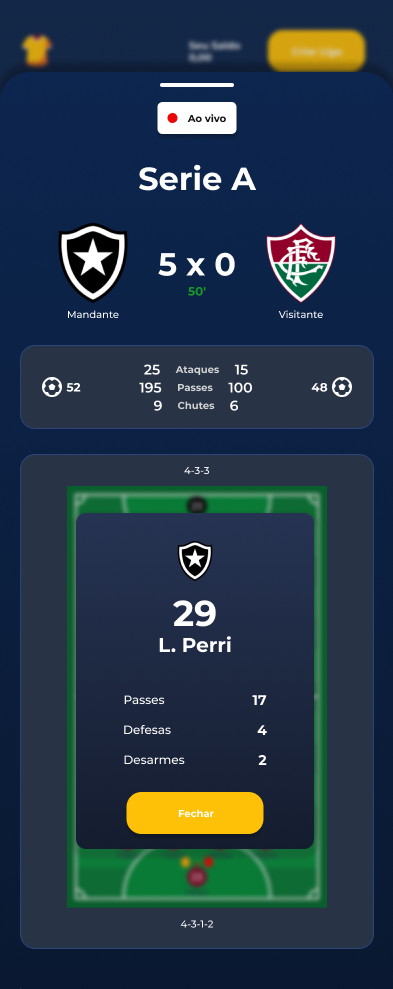 Seu Saldo
0,00
Criar Liga
Ao vivo
Serie A
5 x 0
50'
Mandante
Visitante
52
25 Ataques 15
195 Passes 100
9 Chutes 6
48
4-3-3
29
L. Perri
Passes 17
Defesas 4
Desarmes 2
Fechar
4-3-1-2